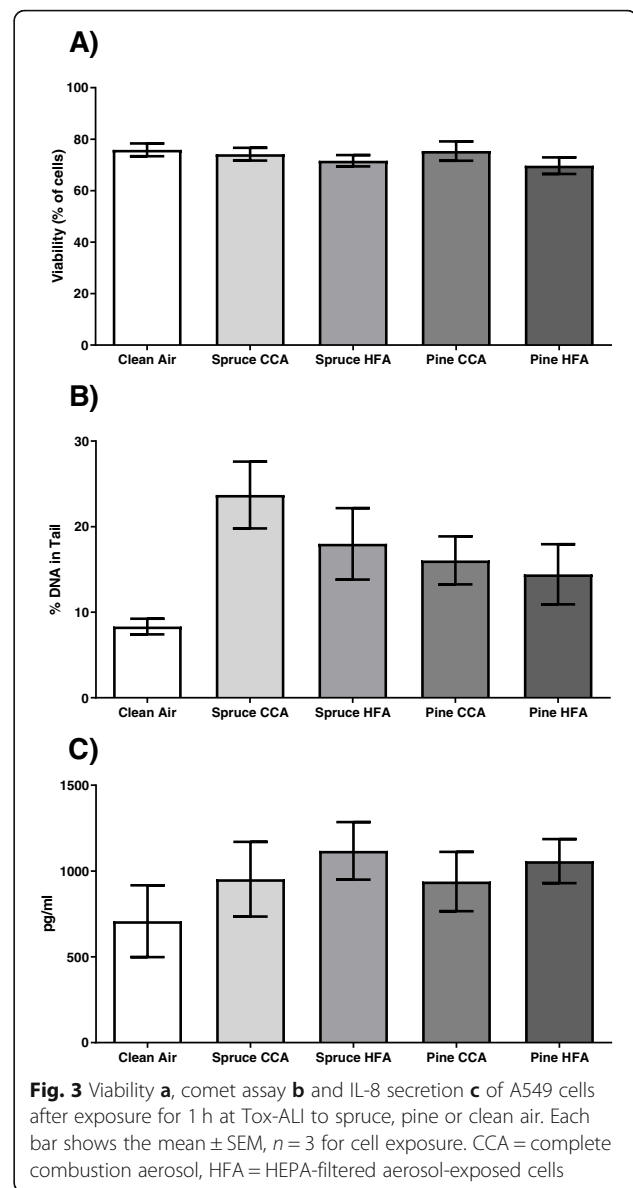 A)
100
80
60
40
20
0
Viability (% of cells)
Clean Air Spruce CCA Spruce HFA Pine CCA Pine HFA
B)
30
20
10
0
% DNA in Tail
Clean Air Spruce CCA Spruce HFA Pine CCA Pine HFA
C)
1500
1000
500
0
pg/ml
Clean Air Spruce CCA Spruce HFA Pine CCA Pine HFA
Fig. 3 Viability a, comet assay b and IL-8 secretion c of A549 cells
after exposure for 1 h at Tox-ALI to spruce, pine or clean air. Each
bar shows the mean ± SEM, n = 3 for cell exposure. CCA = complete
combustion aerosol, HFA = HEPA-filtered aerosol-exposed cells